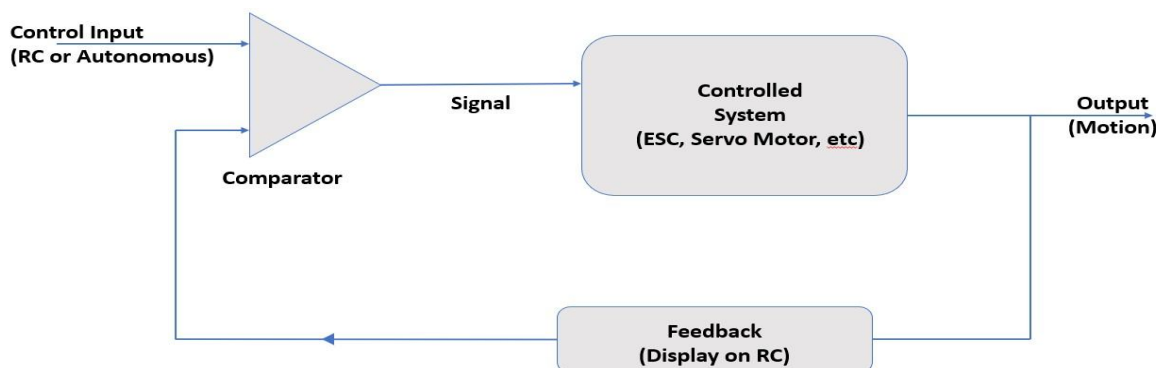 Control Input
(RC or Autonomous)
Signal
Comparator
Controlled
System
(ESC, Servo Motor, etc)
Output
(Motion)
Feedback
(Display on RC)